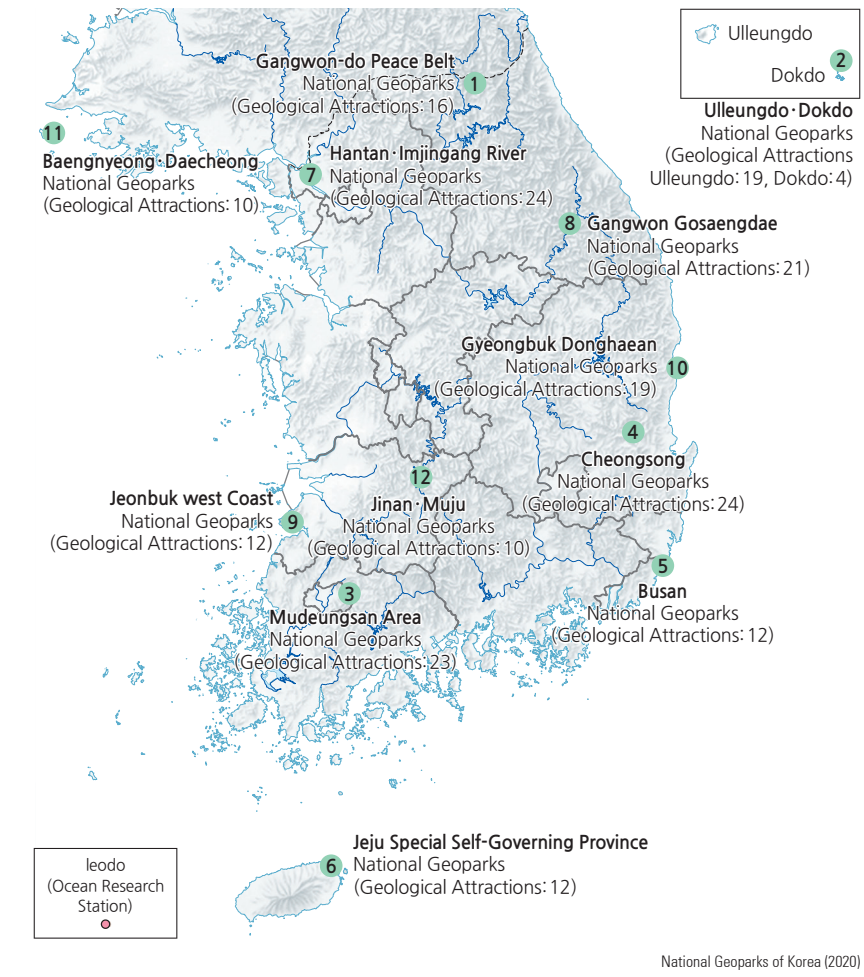 Gangwon-do Peace Belt
National Geoparks
(Geological Attractions: 16)
1
Ulleungdo
Dokdo
2
Ulleungdo·Dokdo
National Geoparks
(Geological Attractions
Ulleungdo: 19, Dokdo: 4)
11
Baengnyeong·Daecheong
National Geoparks
(Geological Attractions: 10)
7
Hantan·Imjingang River
National Geoparks
(Geological Attractions: 24)
8
Gangwon Gosaengdae
National Geoparks
(Geological Attractions: 21)
Gyeongbuk Donghaean
National Geoparks
(Geological Attractions: 19)
10
4
Cheongsong
National Geoparks
(Geological Attractions: 24)
12
Jinan·Muju
National Geoparks
(Geological Attractions: 10)
Jeonbuk west Coast
National Geoparks
(Geological Attractions: 12)
9
5
Busan
National Geoparks
(Geological Attractions: 12)
3
Mudeungsan Area
National Geoparks
(Geological Attractions: 23)
6
Jeju Special Self-Governing Province
National Geoparks
(Geological Attractions: 12)
Ieodo
(Ocean Research
Station)
National Geoparks of Korea (2020)